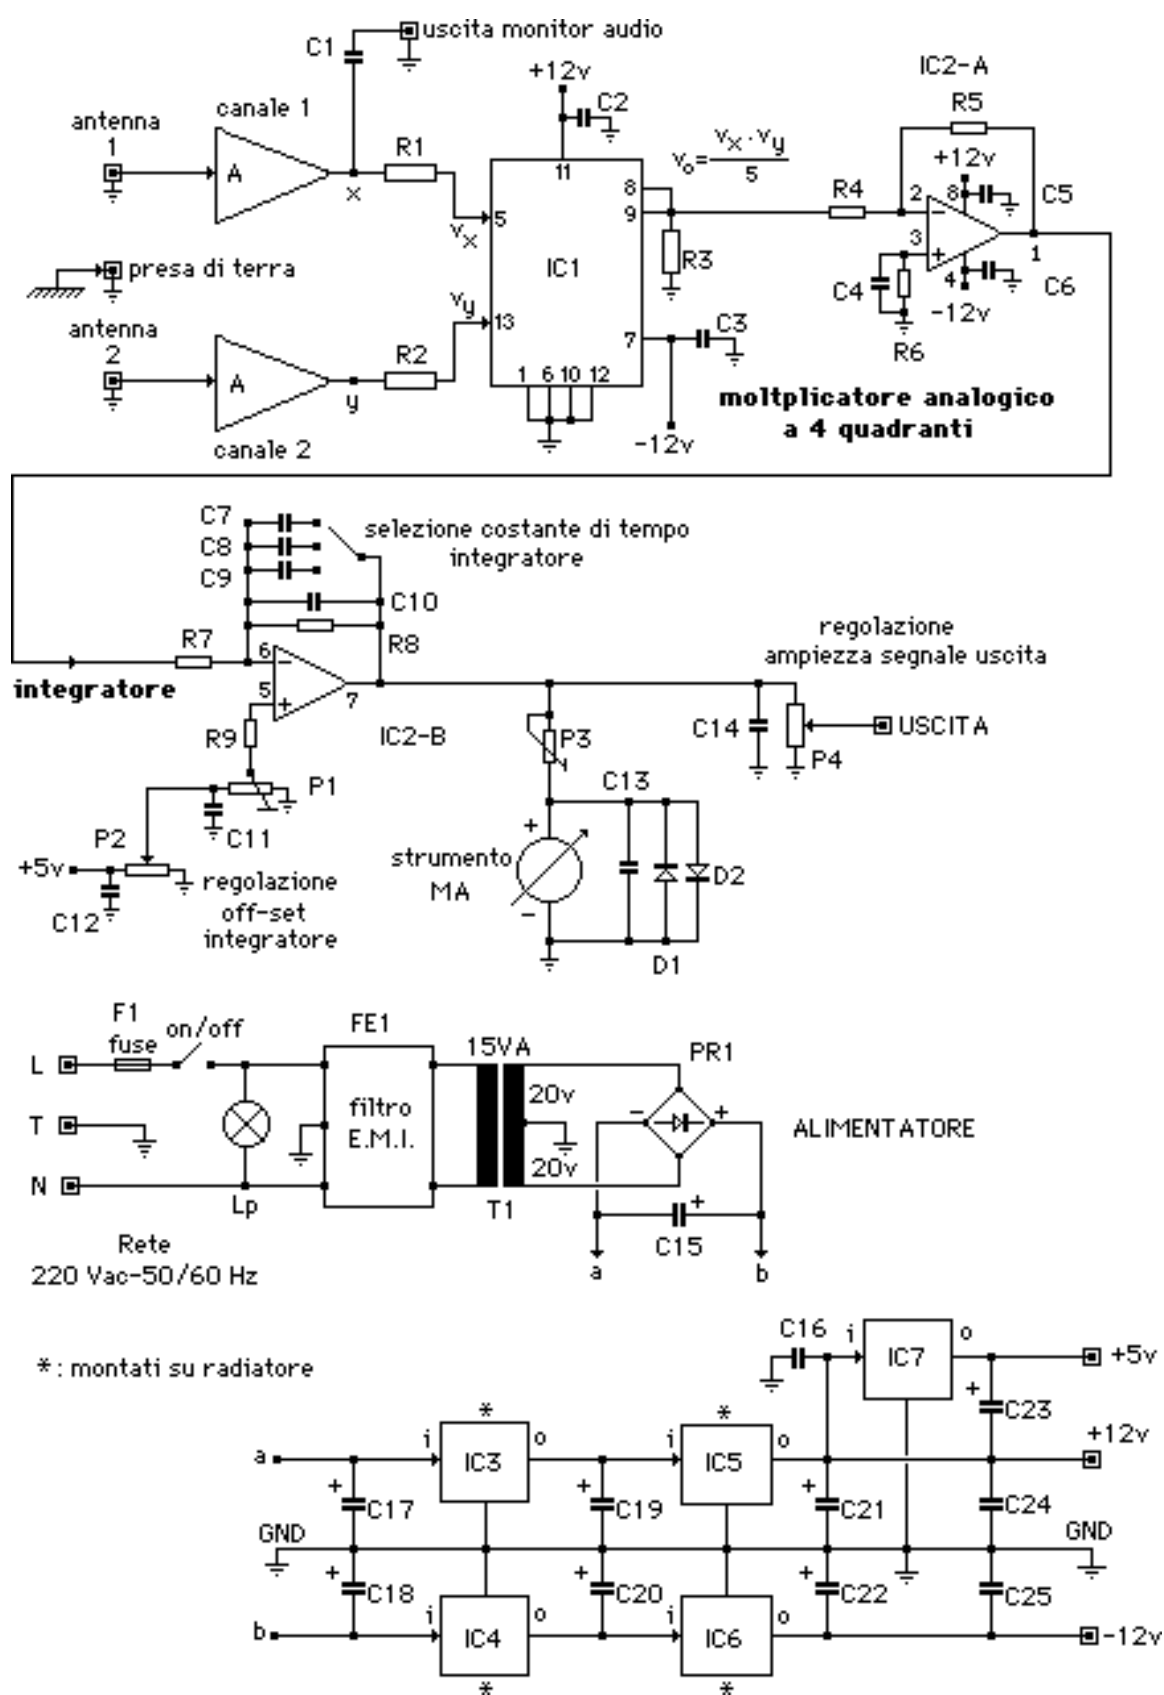 uscita monitor audio
C1
+12v
IC2-A
canale 1
C2
R5
antenna
1
A
R1
11
v₀ = vₓ · v_y / 5
+12v
x
8
R4
2
8
C5
vₓ
5
9
3
IC1
R3
1
presa di terra
C4
4
C6
v_y
-12v
antenna
13
7
C3
R6
2
A
R2
1 6 10 12
y
moltplicatore analogico
a 4 quadranti
canale 2
-12v
C7
selezione costante di tempo
C8
integratore
C9
C10
R7
R8
regolazione
ampiezza segnale uscita
6
integratore
5
7
R9
IC2-B
P3
C14
USCITA
P4
C13
P1
P2
C11
+
+5v
strumento
MA
D2
regolazione
off-set
integratore
C12
-
D1
F1
fuse
on/off
FE1
15VA
PR1
L
20v
filtro
E.M.I.
-
+
T
ALIMENTATORE
20v
N
Lp
T1
+
C15
Rete
220 Vac-50/60 Hz
a
b
C16
i
o
IC7
+5v
*: montati su radiatore
+
C23
*
*
+12v
a
i
o
i
o
IC3
IC5
+
C17
+
C19
+
C21
C24
GND
GND
+
C18
+
C20
+
C22
C25
i
o
i
o
b
IC4
IC6
-12v
*
*